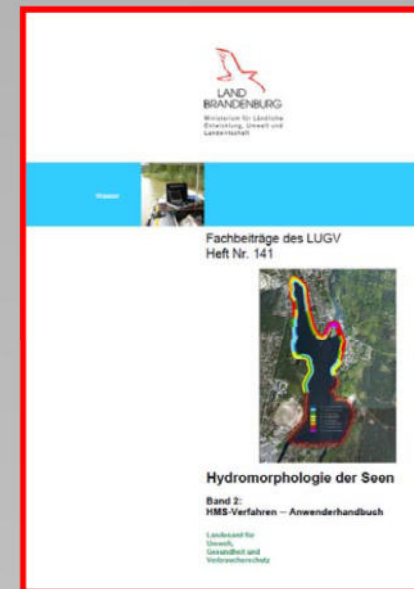 LAND
BRANDENBURG
Ministerium für Ländliche
Entwicklung, Umwelt und
Landwirtschaft
Wasser
Fachbeiträge des LUGV
Heft Nr. 141
Hydromorphologie der Seen
Band 2:
HMS-Verfahren – Anwenderhandbuch
Landesamt für
Umwelt,
Gesundheit und
Verbraucherschutz